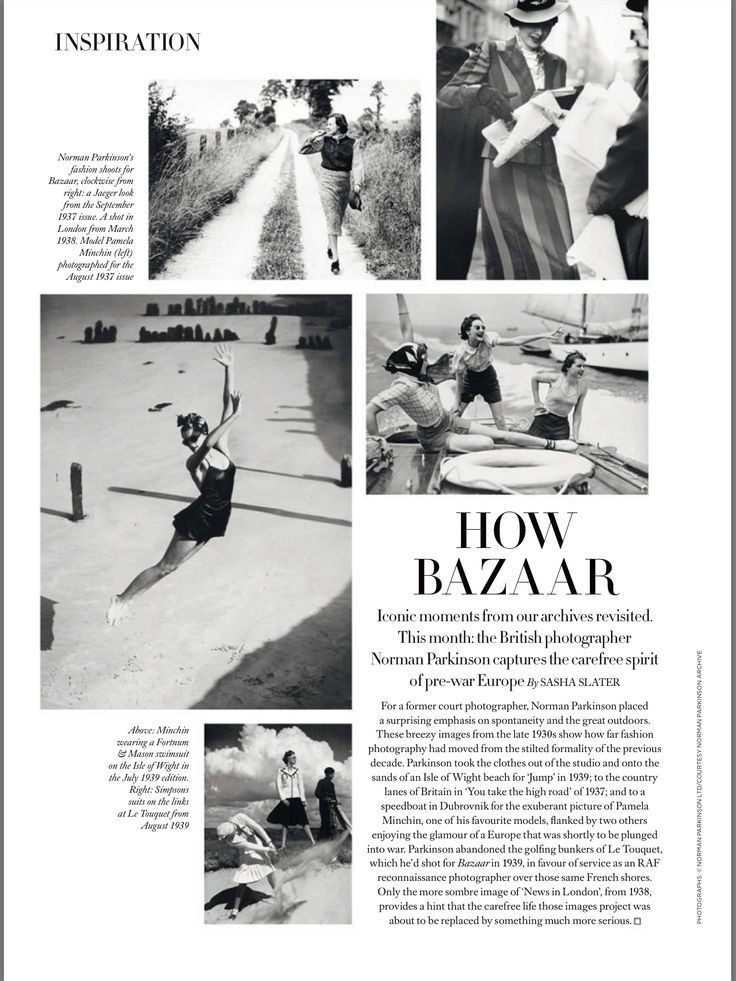 INSPIRATION
Norman Parkinson's
fashion shoots for
Bazaar, clockwise from
right: a Jaeger look
from the September
1937 issue. A shot in
London from March
1938. Model Pamela
Minchin (left)
photographed for the
August 1937 issue
HOW
BAZAAR
Iconic moments from our archives revisited.
This month: the British photographer
Norman Parkinson captures the carefree spirit
of pre-war Europe By SASHA SLATER
For a former court photographer, Norman Parkinson placed
a surprising emphasis on spontaneity and the great outdoors.
These breezy images from the late 1930s show how far fashion
photography had moved from the stilted formality of the previous
decade. Parkinson took the clothes out of the studio and onto the
sands of an Isle of Wight beach for 'Jump' in 1939; to the country
lanes of Britain in 'You take the high road' of 1937; and to a
speedboat in Dubrovnik for the exuberant picture of Pamela
Minchin, one of his favourite models, flanked by two others
enjoying the glamour of a Europe that was shortly to be plunged
into war. Parkinson abandoned the golfing bunkers of Le Touquet,
which he'd shot for Bazaar in 1939, in favour of service as an RAF
reconnaissance photographer over those same French shores.
Only the more sombre image of 'News in London', from 1938,
provides a hint that the carefree life those images project was
about to be replaced by something much more serious.
Above: Minchin
wearing a Fortnum
& Mason swimsuit
on the Isle of Wight in
the July 1939 edition.
Right: Simpsons
suits on the links
at Le Touquet from
August 1939
PHOTOGRAPHS: © NORMAN PARKINSON LTD/COURTESY NORMAN PARKINSON ARCHIVE